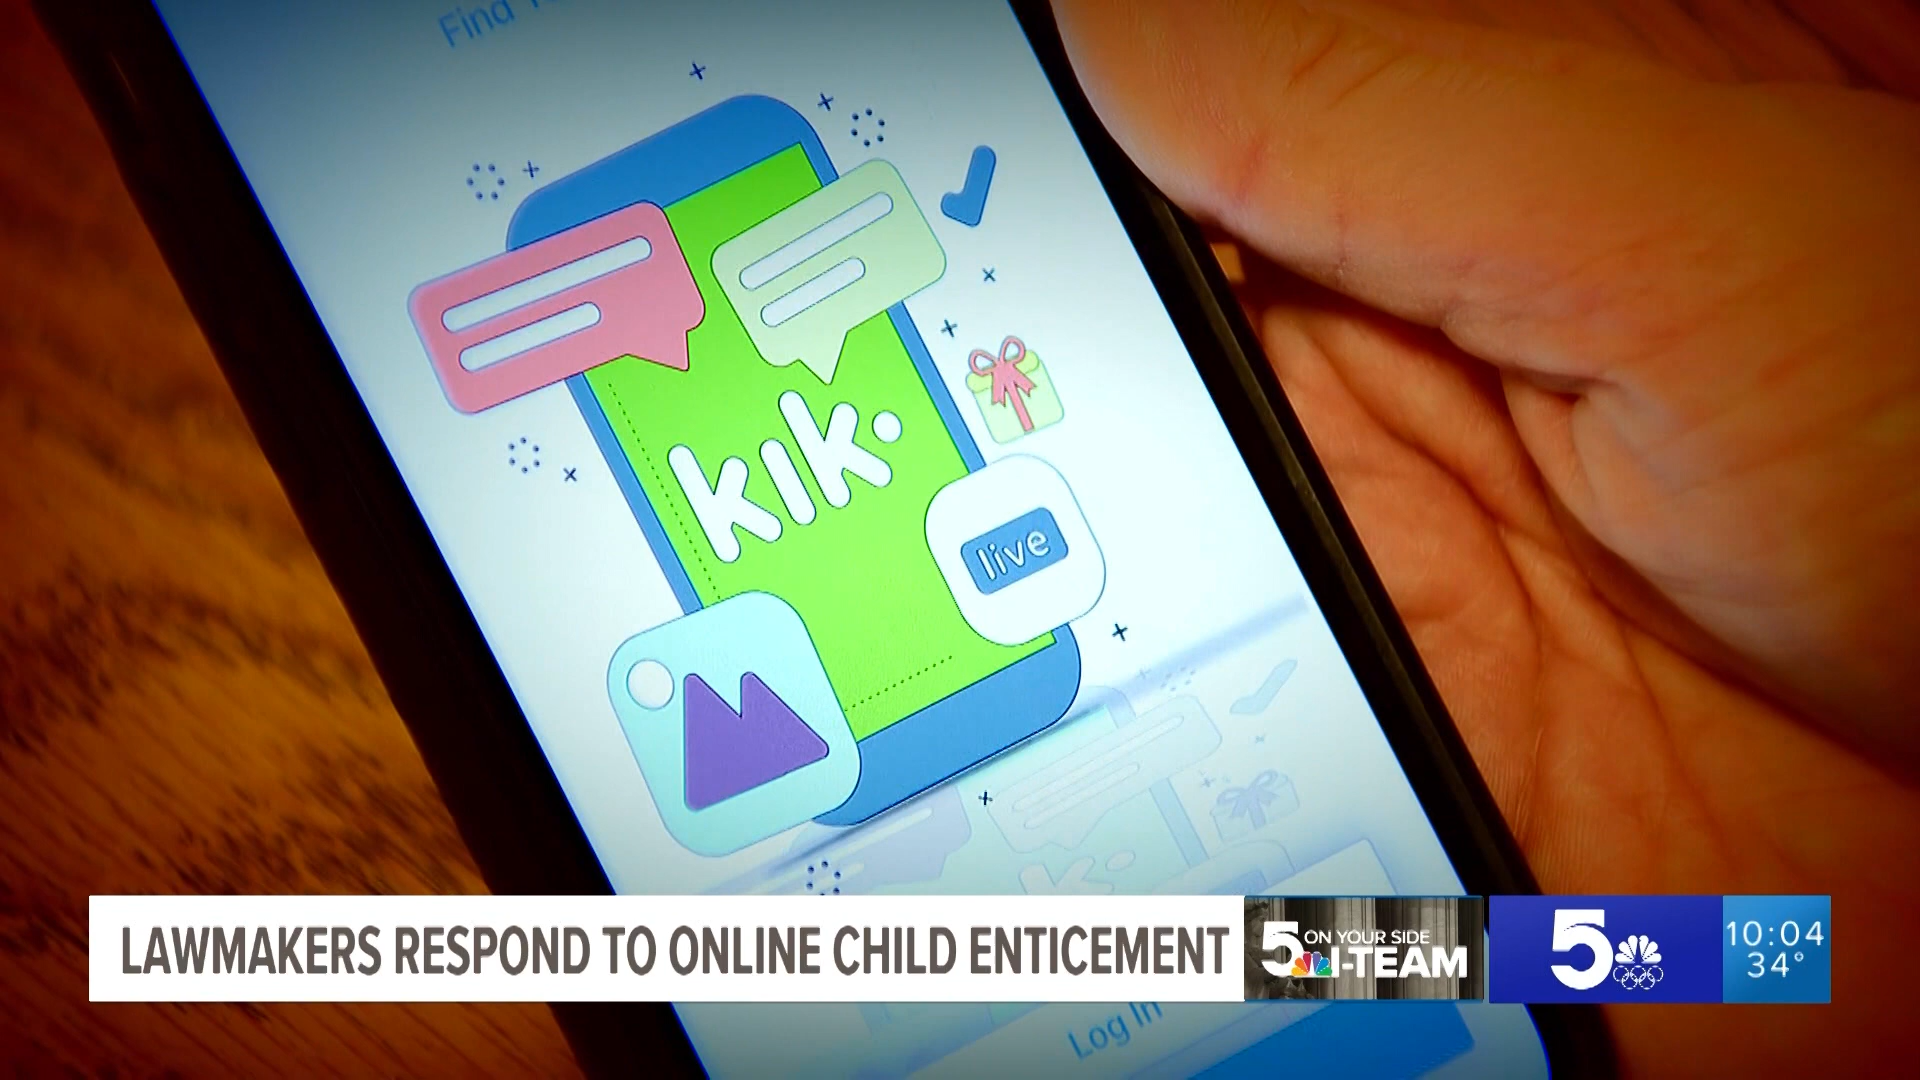 Find
kik.
live
LAWMAKERS RESPOND TO ONLINE CHILD ENTICEMENT
5 ON YOUR SIDE
I-TEAM
5
10:04
34°
Log In